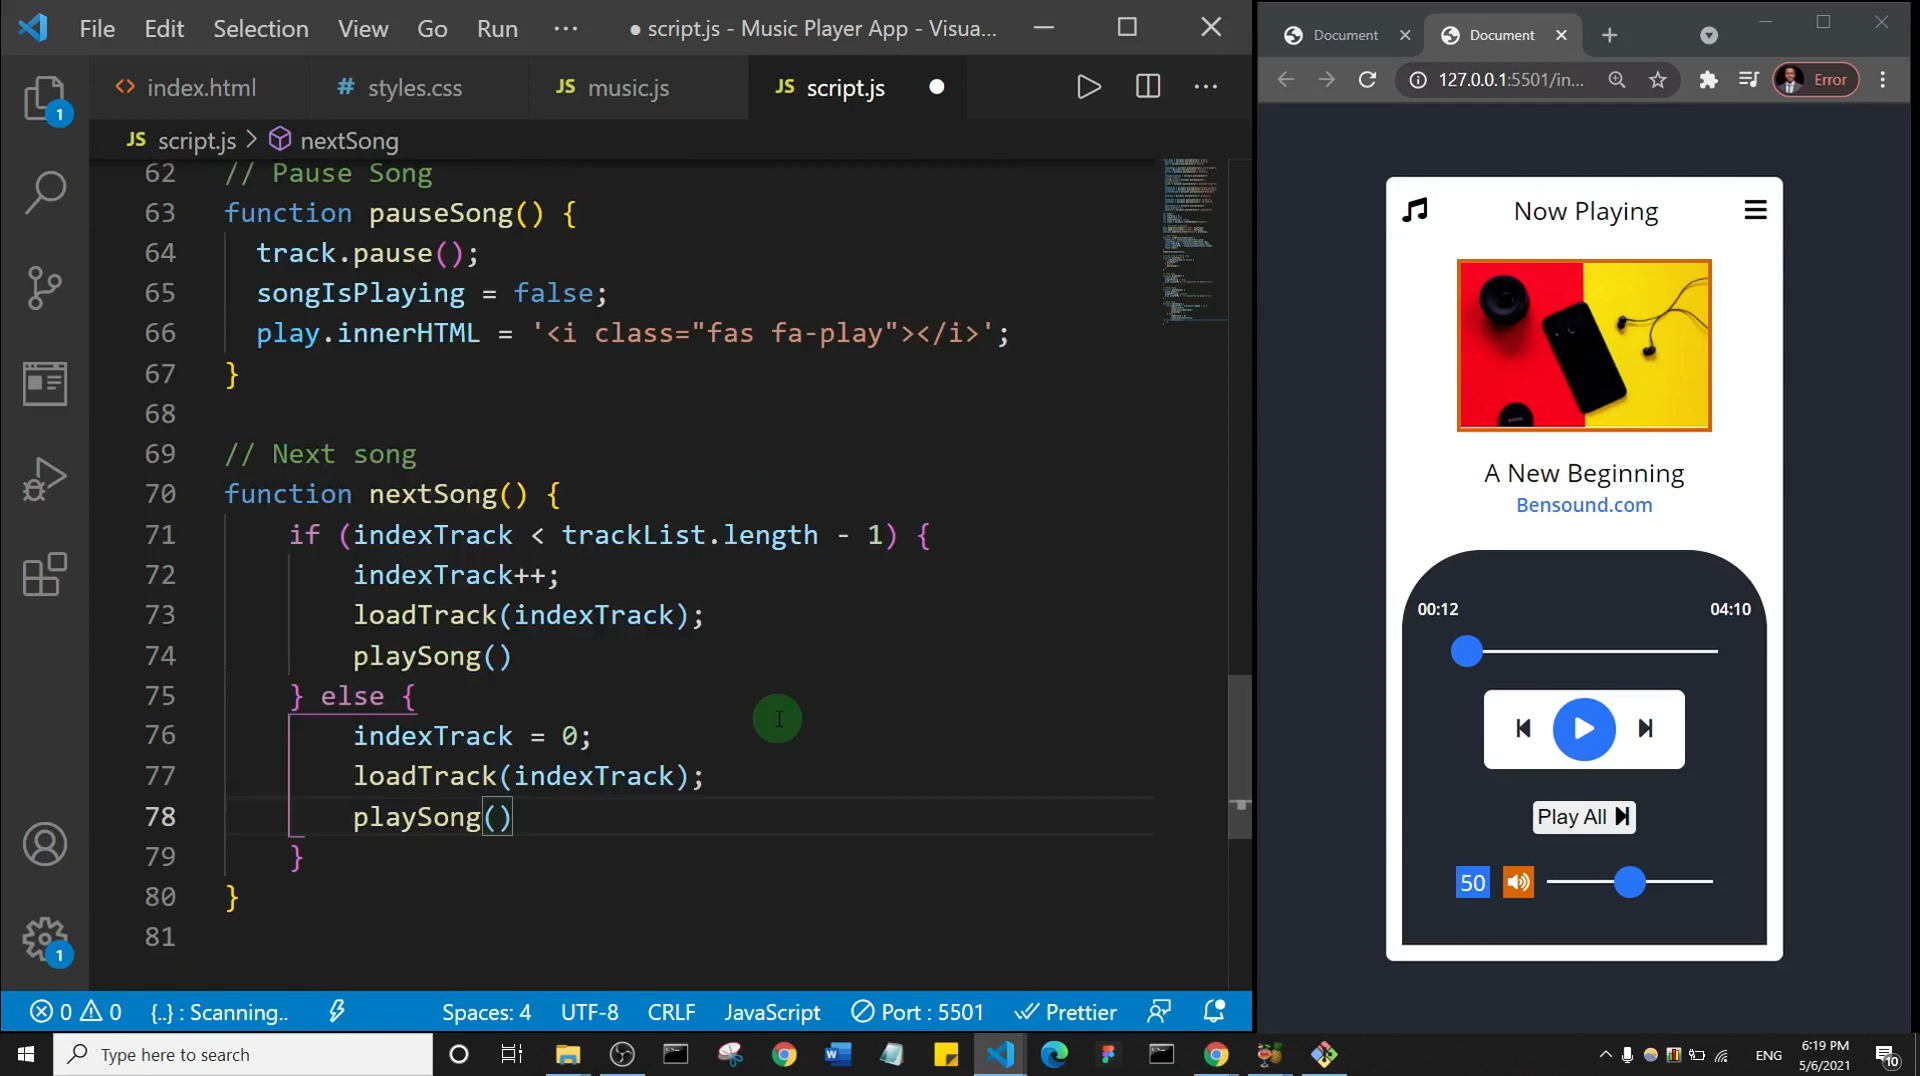 File Edit Selection View Go Run ··· ● script.js - Music Player App - Visua...
index.html
# styles.css
JS music.js
JS script.js
JS script.js > nextSong
62 // Pause Song
63 function pauseSong() {
64 track.pause();
65 songIsPlaying = false;
66 play.innerHTML = '<i class="fas fa-play"></i>';
67 }
68
69 // Next song
70 function nextSong() {
71 if (indexTrack < trackList.length - 1) {
72 indexTrack++;
73 loadTrack(indexTrack);
74 playSong()
75 } else {
76 indexTrack = 0;
77 loadTrack(indexTrack);
78 playSong()
79 }
80 }
81
1
1
0 0 {..} : Scanning.. Spaces: 4 UTF-8 CRLF JavaScript Port : 5501 Prettier
Document
Document
127.0.0.1:5501/in...
Error
Now Playing
A New Beginning
Bensound.com
00:12 04:10
Play All
50
Type here to search
ENG
6:19 PM
5/6/2021
10